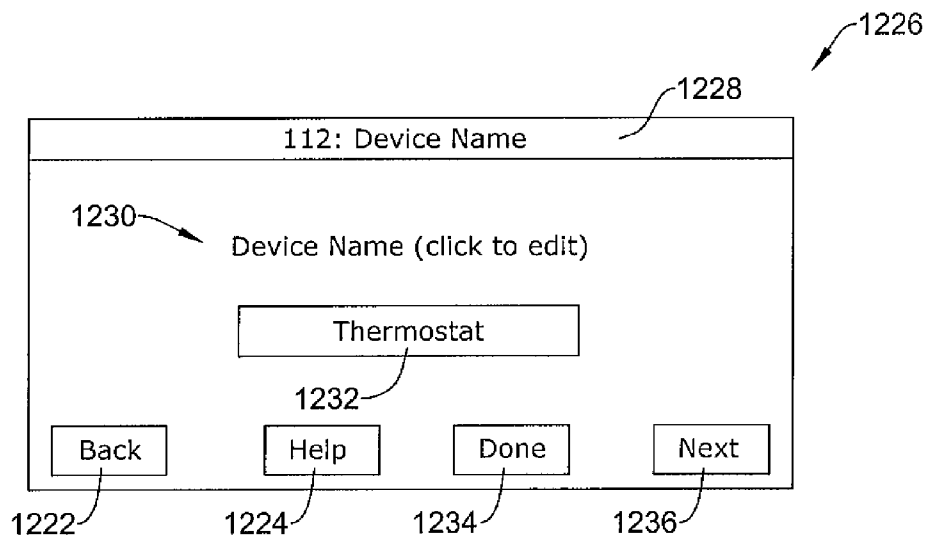 1226
1228
112: Device Name
1230
Device Name (click to edit)
Thermostat
1232
Back Help Done Next
1222 1224 1234 1236